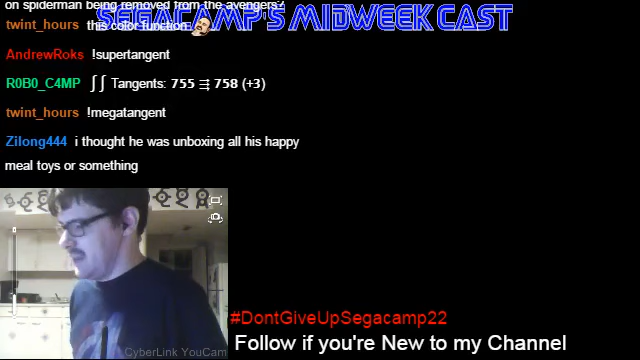 on spiderman being removed from the avengers?
SEGACAMP'S MIDWEEK CAST
twint_hours this color function
AndrewRoks !supertangent
R0B0_C4MP ∫∫ Tangents: 755 ⇶ 758 (+3)
twint_hours !megatangent
Zilong444 i thought he was unboxing all his happy
meal toys or something
CyberLink YouCam
#DontGiveUpSegacamp22
Follow if you're New to my Channel